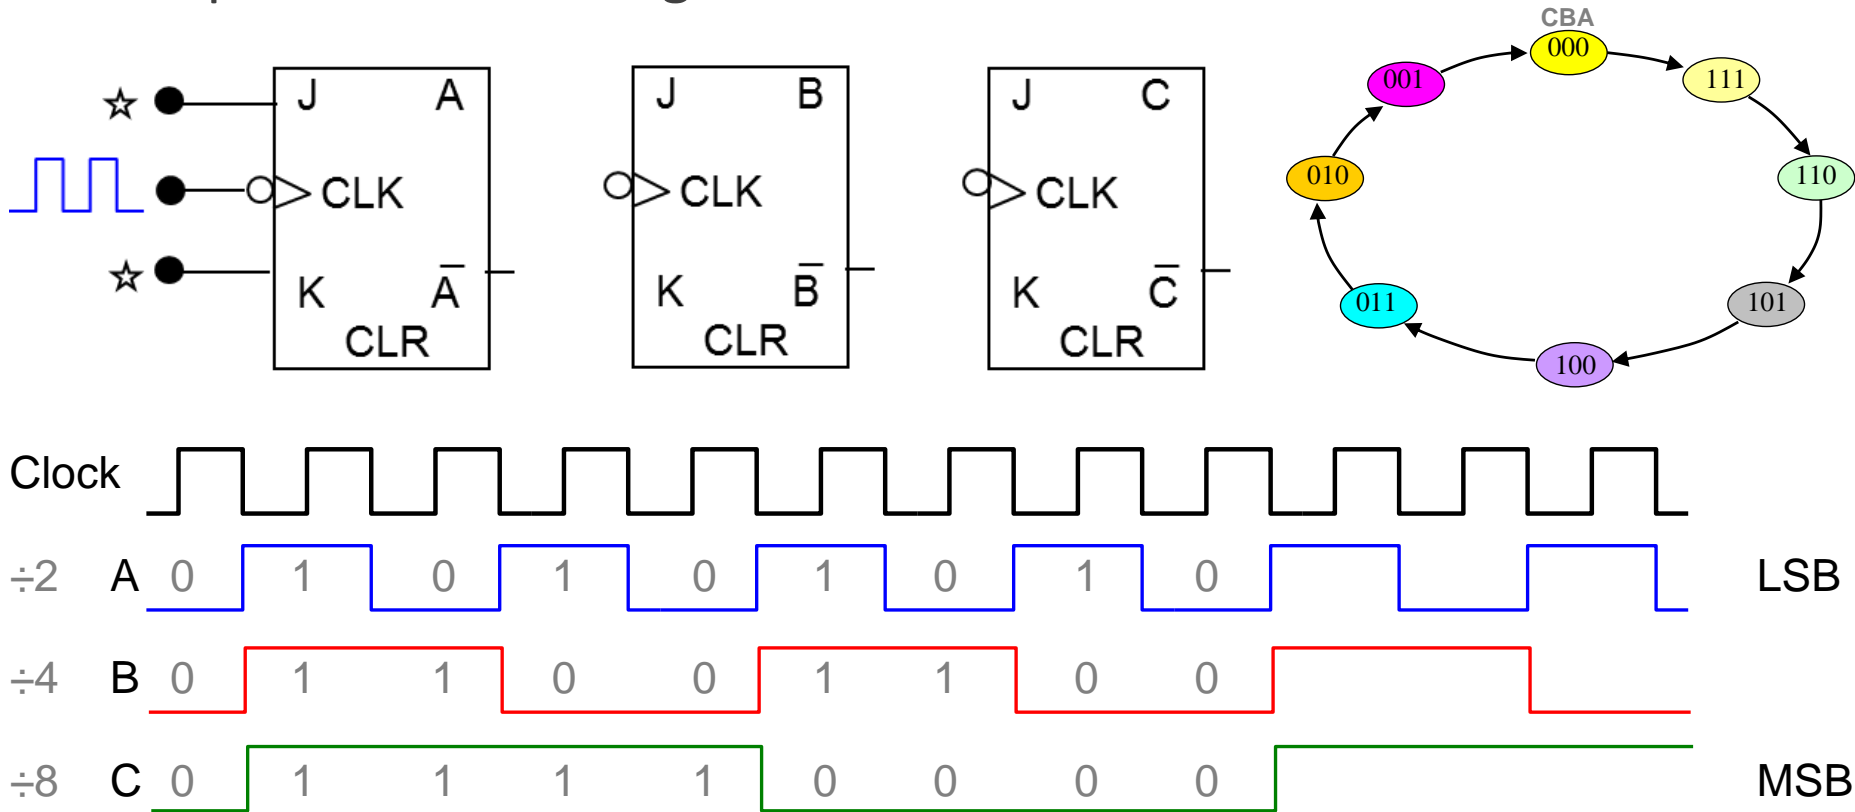 CBA
000
111
110
101
100
011
010
001
J A
CLK
K A̅
CLR
J B
CLK
K B̅
CLR
J C
CLK
K C̅
CLR
Clock
÷2 A 0 1 0 1 0 1 0 1 0 LSB
÷4 B 0 1 1 0 0 1 1 0 0
÷8 C 0 1 1 1 1 0 0 0 0 MSB